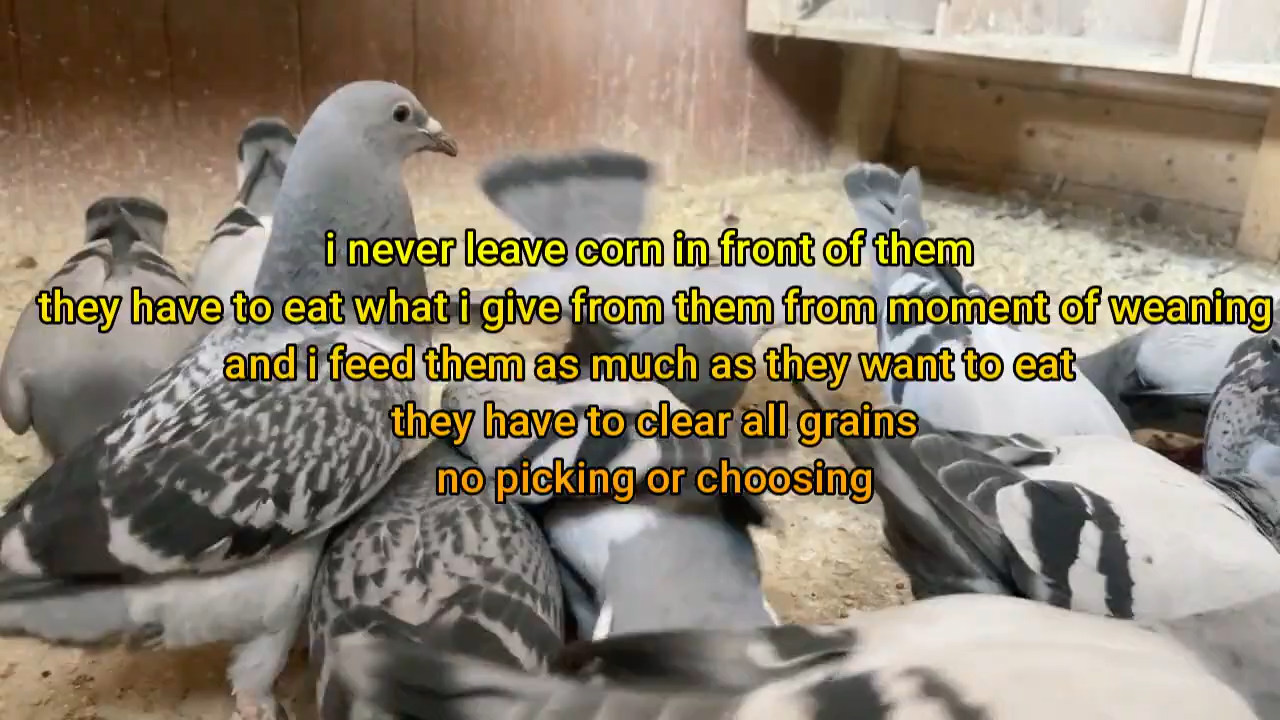 i never leave corn in front of them
they have to eat what i give from them from moment of weaning
and i feed them as much as they want to eat
they have to clear all grains
no picking or choosing